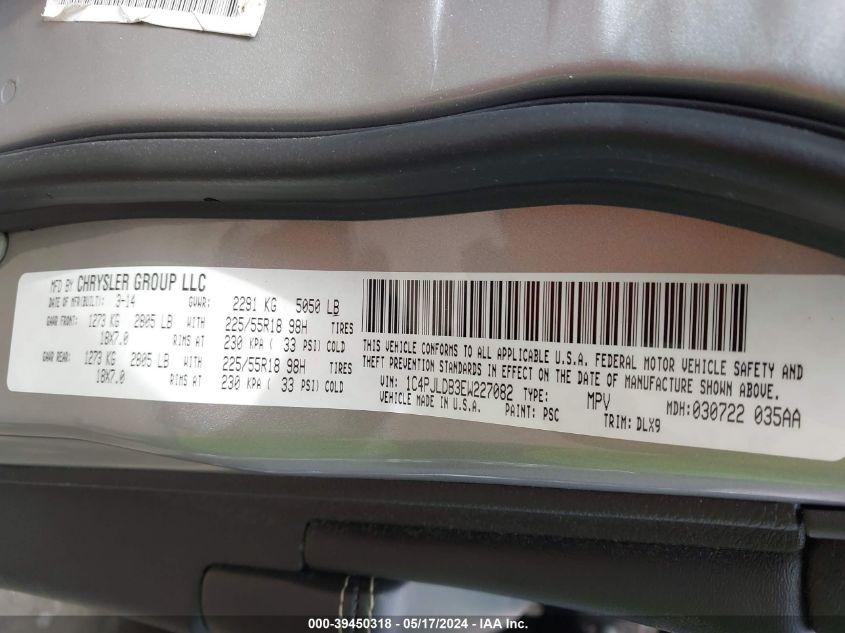 MFD BY CHRYSLER GROUP LLC
DATE OF MFR(BUILT): 3-14 GVWR: 2291 KG 5050 LB
GAWR FRONT: 1273 KG 2805 LB WITH 225/55R18 98H TIRES
18X7.0 RIMS AT 230 KPA ( 33 PSI) COLD
GAWR REAR: 1273 KG 2805 LB WITH 225/55R18 98H TIRES
18X7.0 RIMS AT 230 KPA ( 33 PSI) COLD
THIS VEHICLE CONFORMS TO ALL APPLICABLE U.S.A. FEDERAL MOTOR VEHICLE SAFETY AND
THEFT PREVENTION STANDARDS IN EFFECT ON THE DATE OF MANUFACTURE SHOWN ABOVE.
VIN: 1C4PJLDB3EW227082 TYPE: MPV MDH:030722 035AA
VEHICLE MADE IN U.S.A. PAINT: PSC TRIM: DLX9
000-39450318 - 05/17/2024 - IAA Inc.